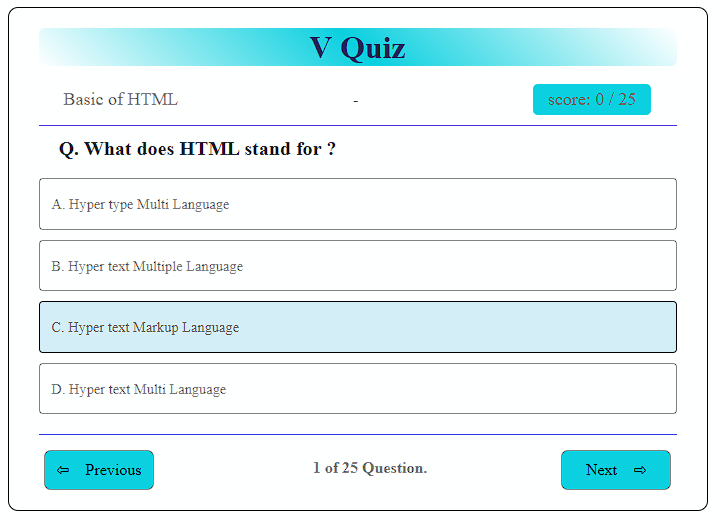 V Quiz
Basic of HTML - score: 0 / 25
Q. What does HTML stand for ?
A. Hyper type Multi Language
B. Hyper text Multiple Language
C. Hyper text Markup Language
D. Hyper text Multi Language
⇦ Previous 1 of 25 Question. Next ⇨